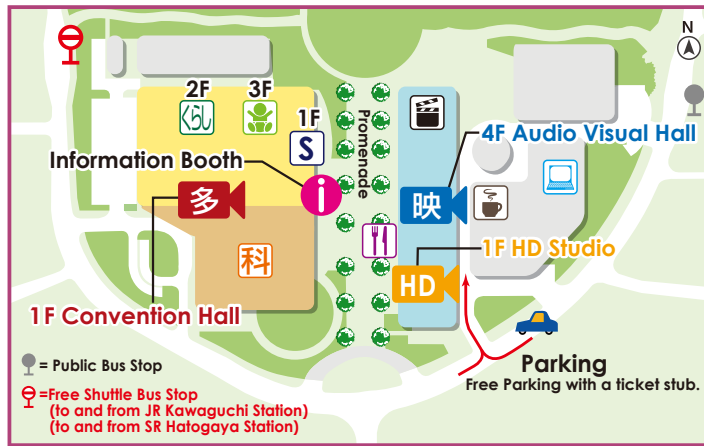 N
2F
3F
くらし
1F
S
Promenade
4F Audio Visual Hall
Information Booth
i
多
映
科
HD
1F HD Studio
1F Convention Hall
Parking
Free Parking with a ticket stub.
= Public Bus Stop
=Free Shuttle Bus Stop
(to and from JR Kawaguchi Station)
(to and from SR Hatogaya Station)